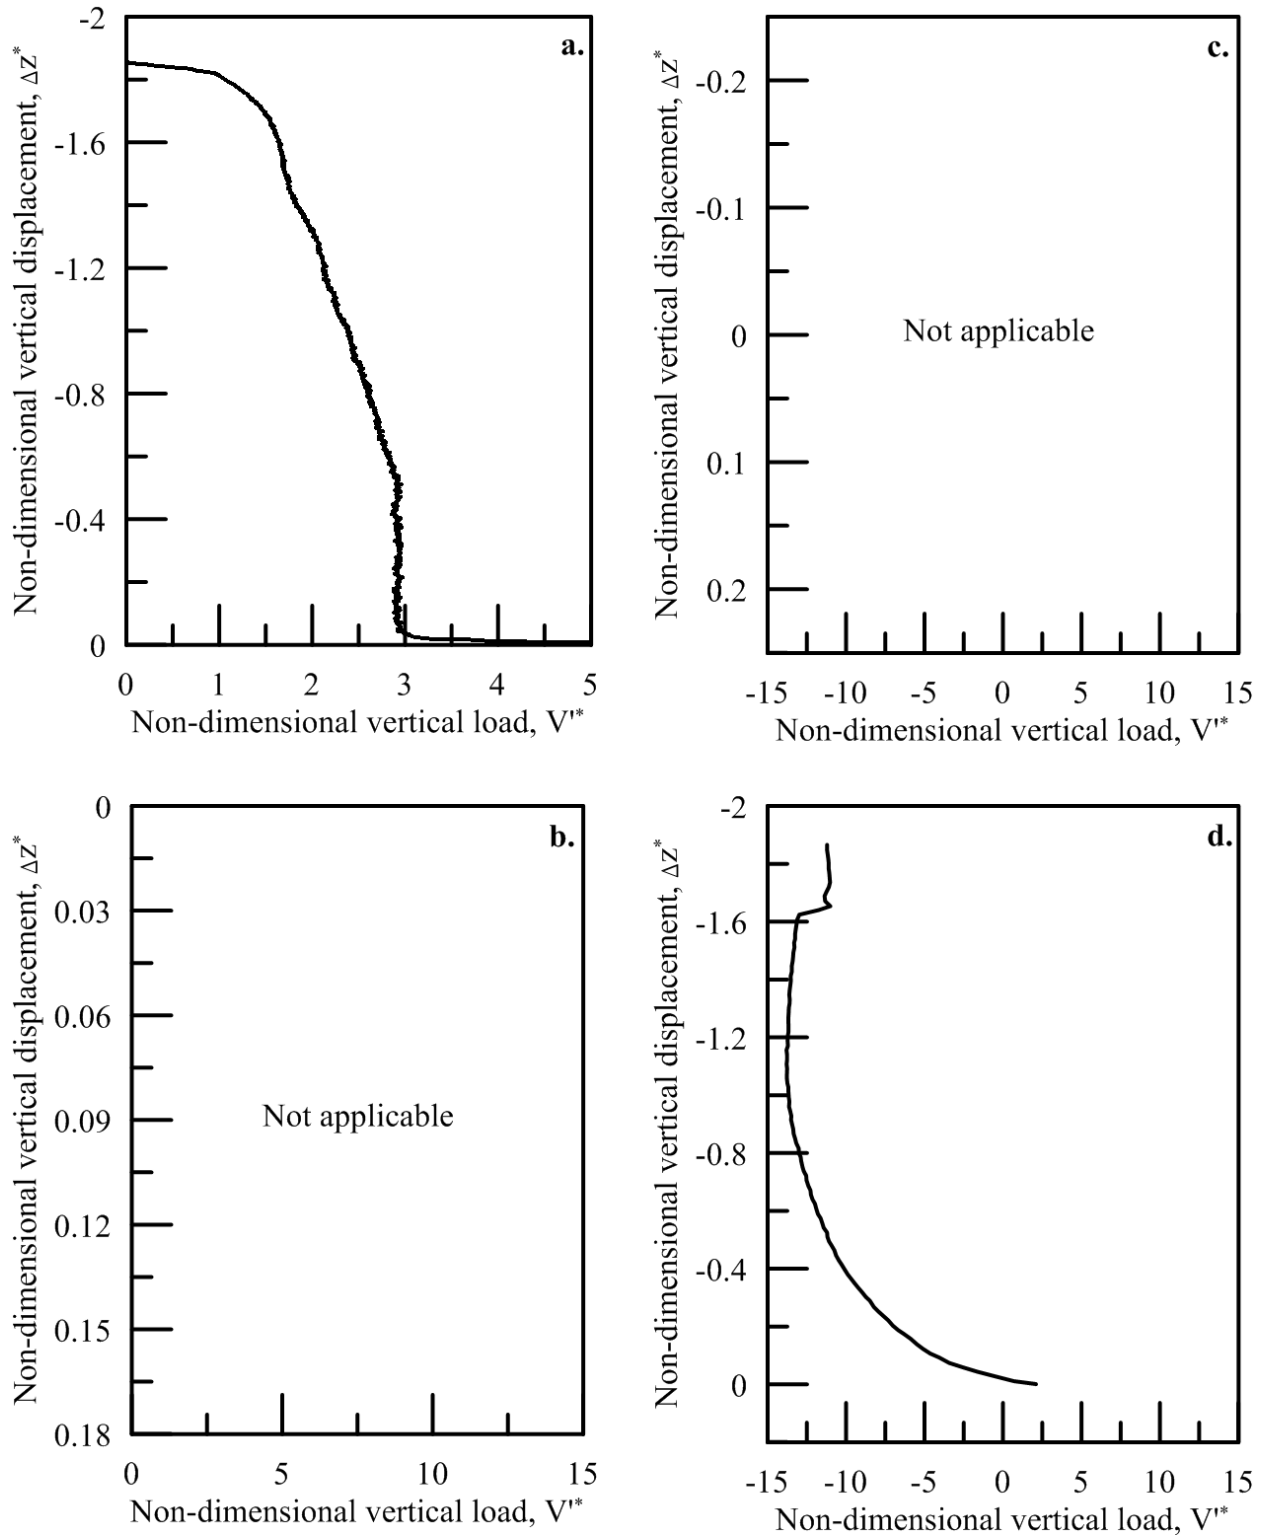 a.
Non-dimensional vertical displacement, Δz*
-2
-1.6
-1.2
-0.8
-0.4
0
0 1 2 3 4 5
Non-dimensional vertical load, V'*
c.
Non-dimensional vertical displacement, Δz*
-0.2
-0.1
0
0.1
0.2
Not applicable
-15 -10 -5 0 5 10 15
Non-dimensional vertical load, V'*
b.
Non-dimensional vertical displacement, Δz*
0
0.03
0.06
0.09
0.12
0.15
0.18
Not applicable
0 5 10 15
Non-dimensional vertical load, V'*
d.
Non-dimensional vertical displacement, Δz*
-2
-1.6
-1.2
-0.8
-0.4
0
-15 -10 -5 0 5 10 15
Non-dimensional vertical load, V'*